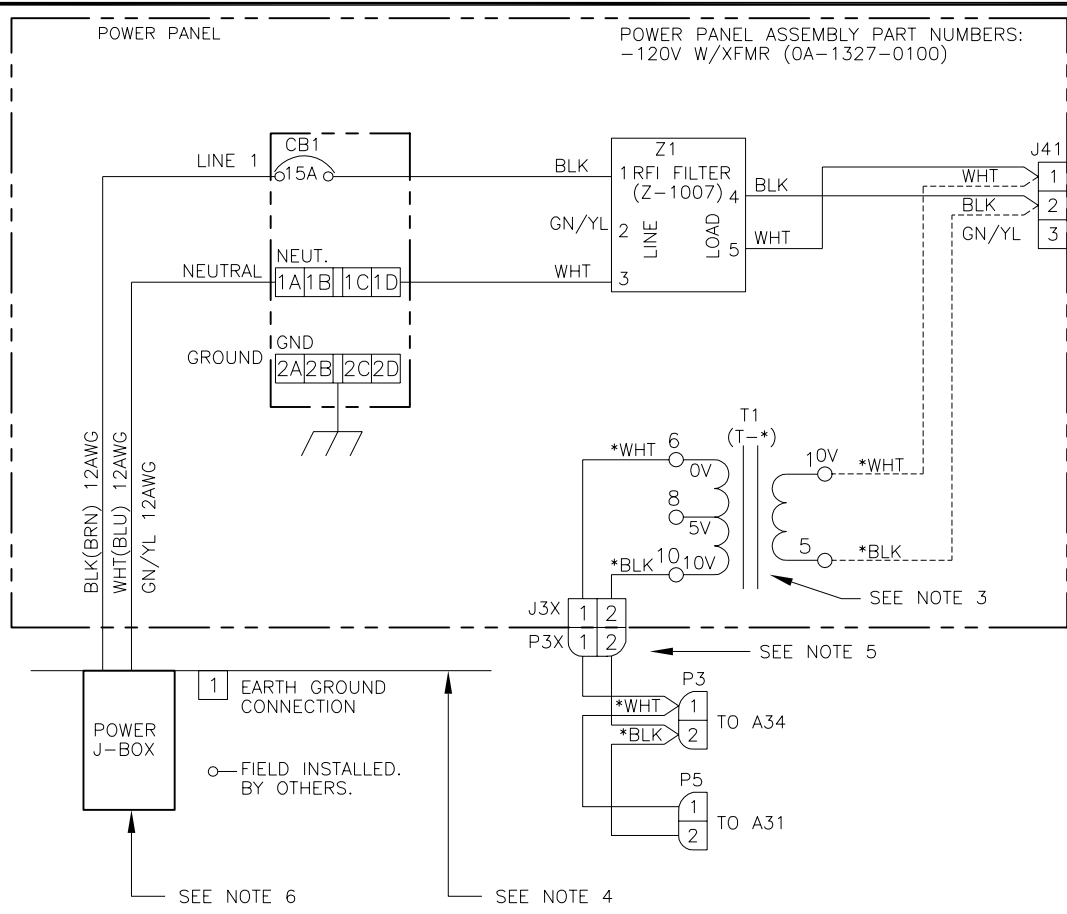 POWER PANEL
POWER PANEL ASSEMBLY PART NUMBERS:
-120V W/XFMR (0A-1327-0100)
CB1
LINE 1
15A
BLK
Z1
1 RFI FILTER
(Z-1007)
4
BLK
GN/YL
2
LINE
LOAD
5
WHT
3
J41
WHT
1
BLK
2
GN/YL
3
NEUTRAL
NEUT.
1A 1B 1C 1D
WHT
GROUND
GND
2A 2B 2C 2D
BLK(BRN) 12AWG
WHT(BLU) 12AWG
GN/YL 12AWG
T1
(T-*)
*WHT
6
0V
8
5V
*BLK
10
10V
1
0V
*WHT
5
*BLK
SEE NOTE 3
J3X
1 2
P3X
1 2
SEE NOTE 5
P3
*WHT
1
*BLK
2
TO A34
P5
1
2
TO A31
POWER
J-BOX
1
EARTH GROUND
CONNECTION
FIELD INSTALLED.
BY OTHERS.
SEE NOTE 6
SEE NOTE 4